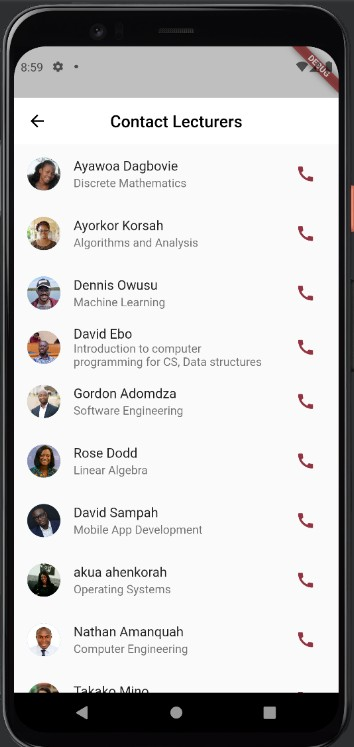 8:59
DEBUG
Contact Lecturers
Ayawoa Dagbovie
Discrete Mathematics
Ayorkor Korsah
Algorithms and Analysis
Dennis Owusu
Machine Learning
David Ebo
Introduction to computer
programming for CS, Data structures
Gordon Adomdza
Software Engineering
Rose Dodd
Linear Algebra
David Sampah
Mobile App Development
akua ahenkorah
Operating Systems
Nathan Amanquah
Computer Engineering
Takako Mino